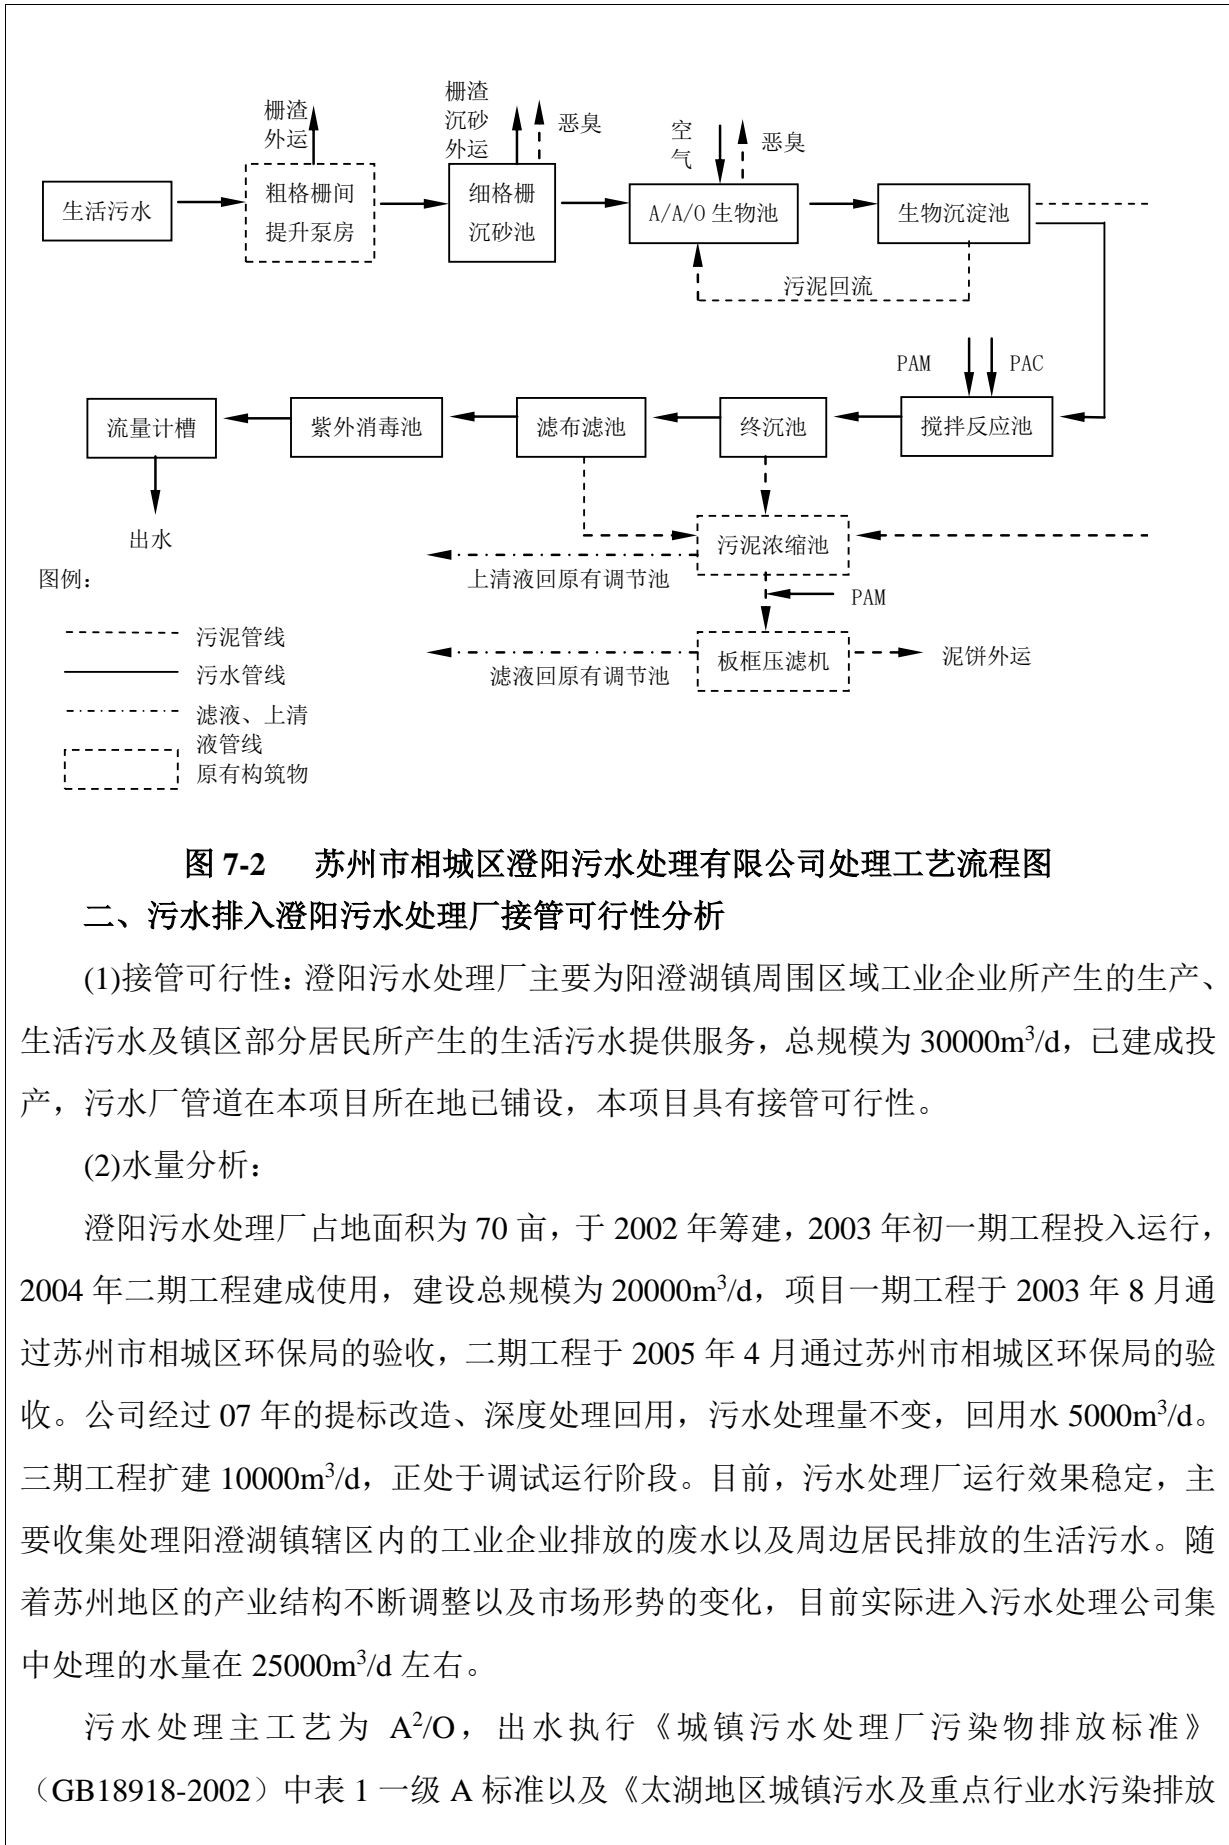 栅渣
外运
栅渣
沉砂
外运
恶臭
空
气
恶臭
生活污水
粗格栅间
提升泵房
细格栅
沉砂池
A/A/O 生物池
生物沉淀池
污泥回流
PAM
PAC
流量计槽
紫外消毒池
滤布滤池
终沉池
搅拌反应池
出水
污泥浓缩池
上清液回原有调节池
PAM
板框压滤机
滤液回原有调节池
泥饼外运
图例：
污泥管线
污水管线
滤液、上清
液管线
原有构筑物
图 7-2 苏州市相城区澄阳污水处理有限公司处理工艺流程图
二、污水排入澄阳污水处理厂接管可行性分析
(1)接管可行性：澄阳污水处理厂主要为阳澄湖镇周围区域工业企业所产生的生产、
生活污水及镇区部分居民所产生的生活污水提供服务，总规模为 30000m³/d，已建成投
产，污水厂管道在本项目所在地已铺设，本项目具有接管可行性。
(2)水量分析：
澄阳污水处理厂占地面积为 70 亩，于 2002 年筹建，2003 年初一期工程投入运行，
2004 年二期工程建成使用，建设总规模为 20000m³/d，项目一期工程于 2003 年 8 月通
过苏州市相城区环保局的验收，二期工程于 2005 年 4 月通过苏州市相城区环保局的验
收。公司经过 07 年的提标改造、深度处理回用，污水处理量不变，回用水 5000m³/d。
三期工程扩建 10000m³/d，正处于调试运行阶段。目前，污水处理厂运行效果稳定，主
要收集处理阳澄湖镇辖区内的工业企业排放的废水以及周边居民排放的生活污水。随
着苏州地区的产业结构不断调整以及市场形势的变化，目前实际进入污水处理公司集
中处理的水量在 25000m³/d 左右。
污水处理主工艺为 A²/O，出水执行《城镇污水处理厂污染物排放标准》
（GB18918-2002）中表 1 一级 A 标准以及《太湖地区城镇污水及重点行业水污染排放